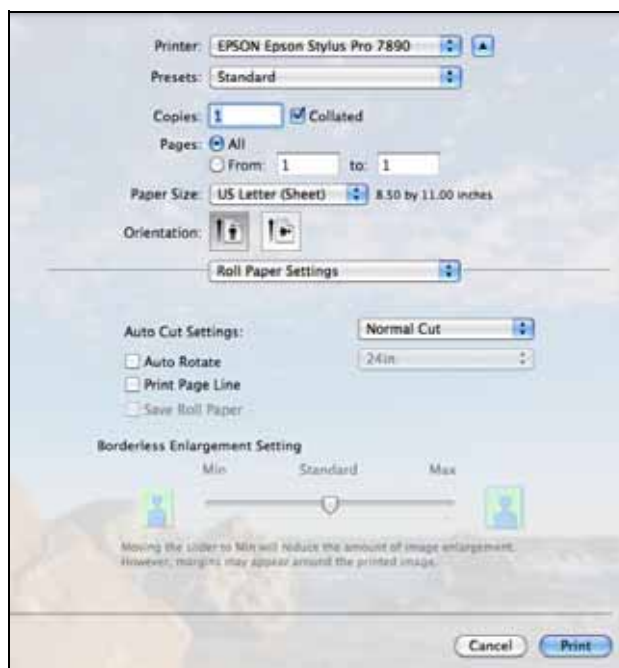 Printer: EPSON Epson Stylus Pro 7890
Presets: Standard
Copies: 1 Collated
Pages: All
From: 1 to: 1
Paper Size: US Letter (Sheet) 8.50 by 11.00 inches
Orientation:
Roll Paper Settings
Auto Cut Settings: Normal Cut
Auto Rotate 24in
Print Page Line
Save Roll Paper
Borderless Enlargement Setting
Min Standard Max
Moving the slider to Min will reduce the amount of image enlargement.
However, margins may appear around the printed image.
Cancel Print